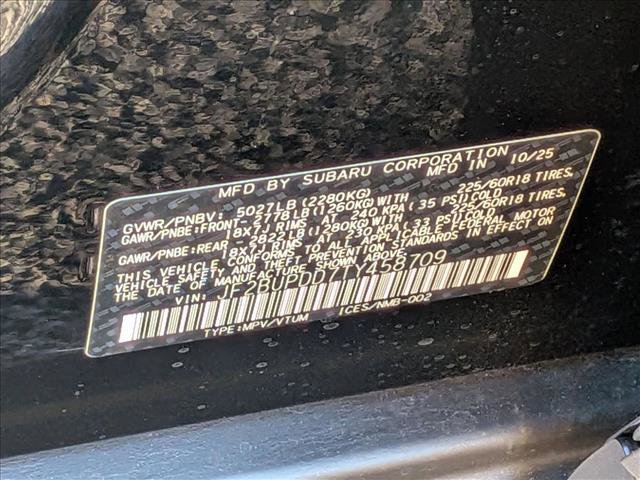 MFD BY SUBARU CORPORATION MFD IN 10/25
GVWR/PNBV: 5027LB(2280KG)
GAWR/PNBE:FRONT- 2778LB(1260KG)WITH 225/60R18 TIRES.
18X7J RIMS AT 240 KPA(35 PSI)COLD
GAWR/PNBE:REAR - 2822LB(1280KG)WITH 225/60R18 TIRES.
18X7J RIMS AT 230 KPA(33 PSI)COLD
THIS VEHICLE CONFORMS TO ALL APPLICABLE FEDERAL MOTOR
VEHICLE SAFETY AND THEFT PREVENTION STANDARDS IN EFFECT ON
THE DATE OF MANUFACTURE SHOWN ABOVE.
VIN:
TYPE:MPV/VTUM ICES/NMB-002